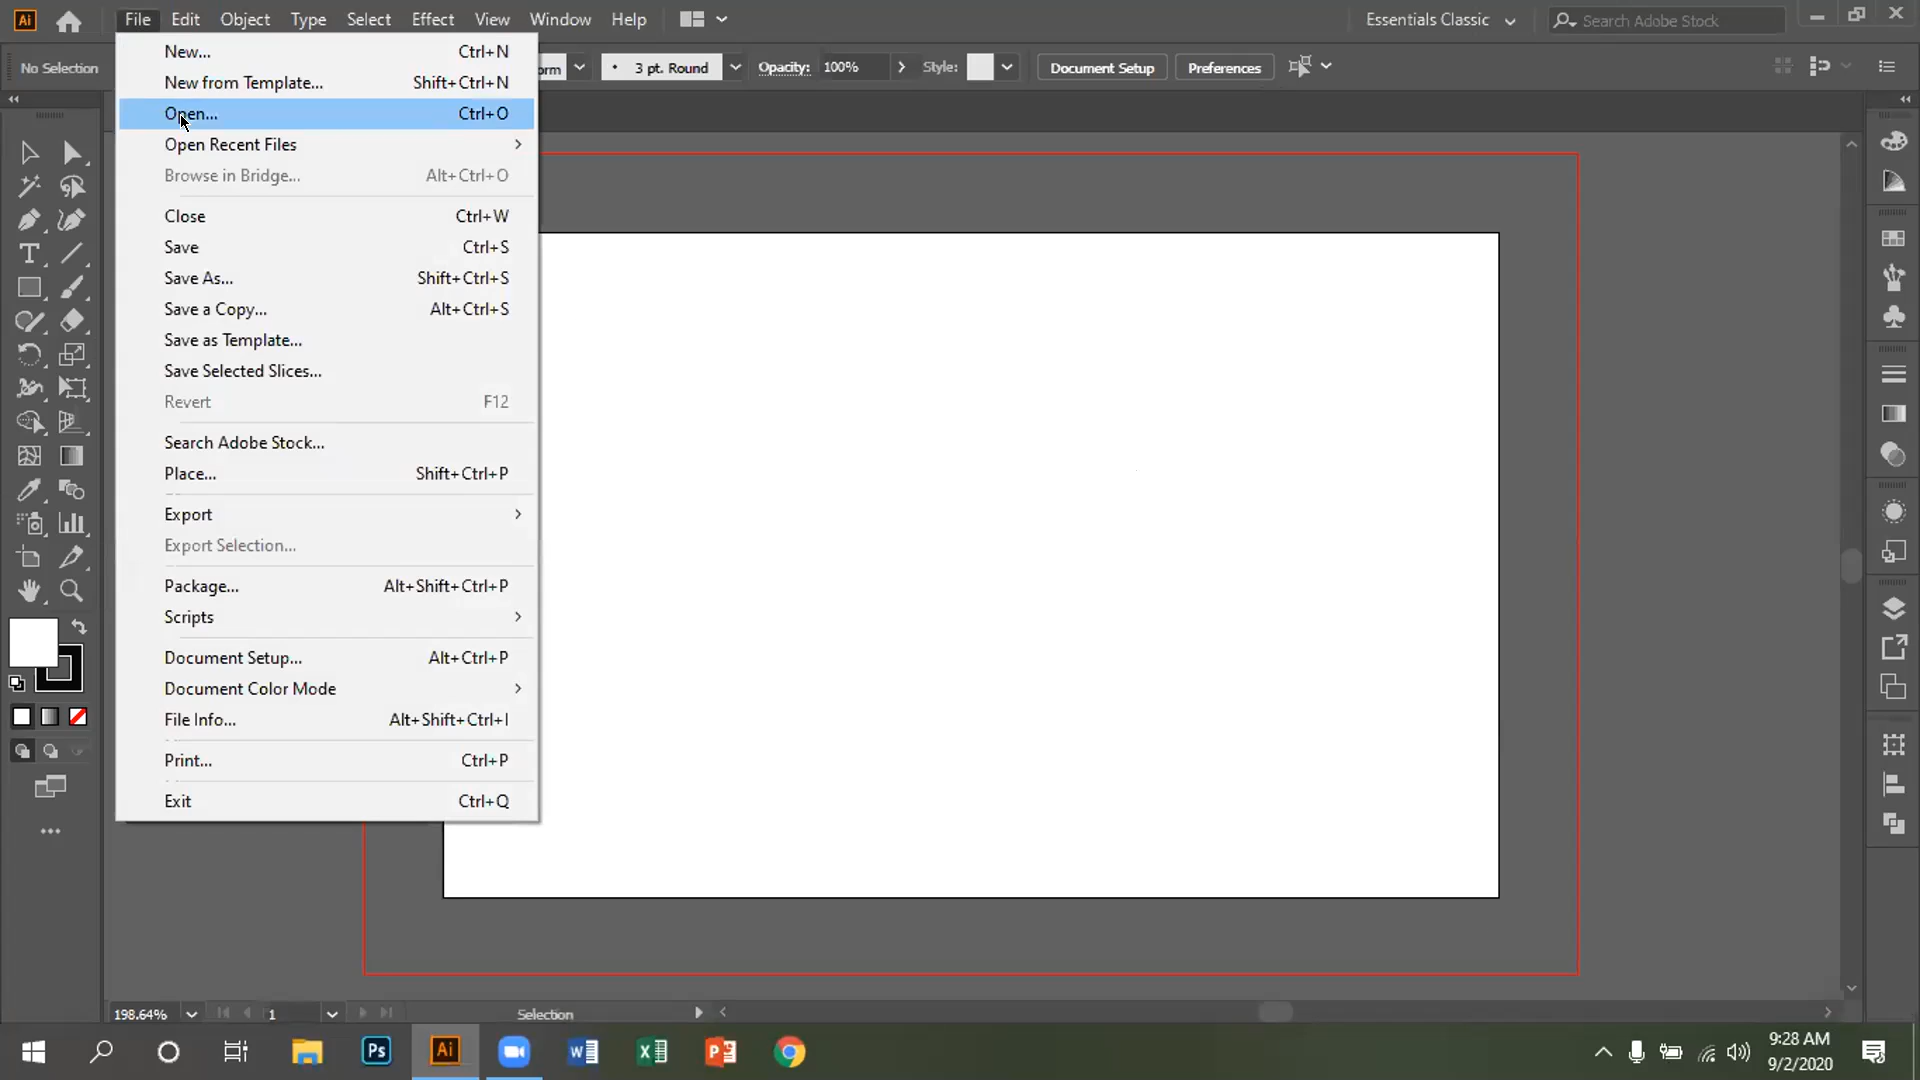 Ai File Edit Object Type Select Effect View Window Help Essentials Classic Search Adobe Stock
No Selection orm 3 pt. Round Opacity: 100% Style: Document Setup Preferences
New... Ctrl+N
New from Template... Shift+Ctrl+N
Open... Ctrl+O
Open Recent Files
Browse in Bridge... Alt+Ctrl+O
Close Ctrl+W
Save Ctrl+S
Save As... Shift+Ctrl+S
Save a Copy... Alt+Ctrl+S
Save as Template...
Save Selected Slices...
Revert F12
Search Adobe Stock...
Place... Shift+Ctrl+P
Export
Export Selection...
Package... Alt+Shift+Ctrl+P
Scripts
Document Setup... Alt+Ctrl+P
Document Color Mode
File Info... Alt+Shift+Ctrl+I
Print... Ctrl+P
Exit Ctrl+Q
198.64% 1 Selection
Ps Ai 9:28 AM
9/2/2020